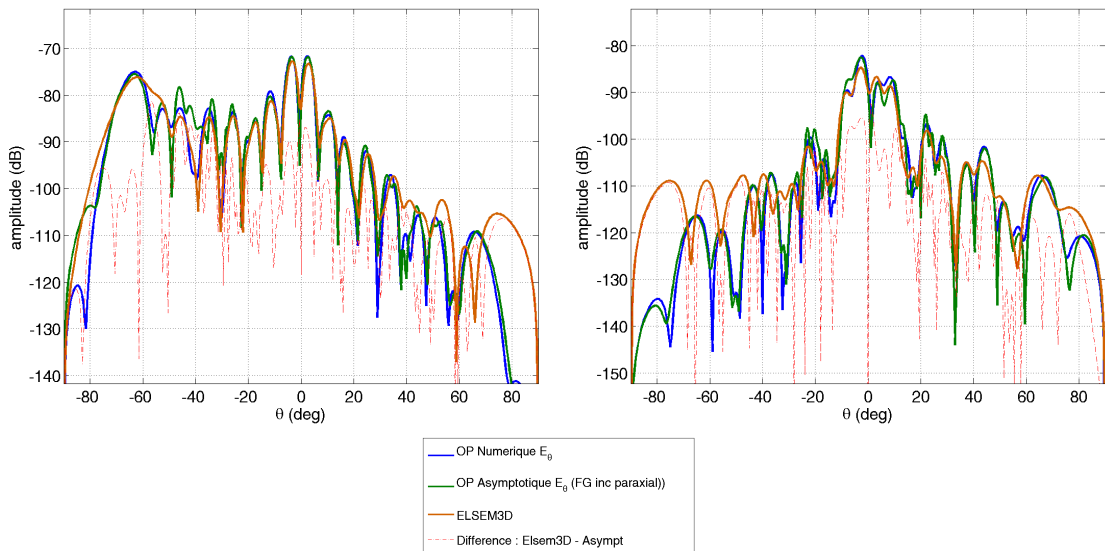 -70
-80
-90
-100
-110
-120
-130
-140
amplitude (dB)
-80 -60 -40 -20 0 20 40 60 80
θ (deg)
-80
-90
-100
-110
-120
-130
-140
-150
amplitude (dB)
-80 -60 -40 -20 0 20 40 60 80
θ (deg)
OP Numerique Eθ
OP Asymptotique Eθ (FG inc paraxial))
ELSEM3D
Difference : Elsem3D - Asympt